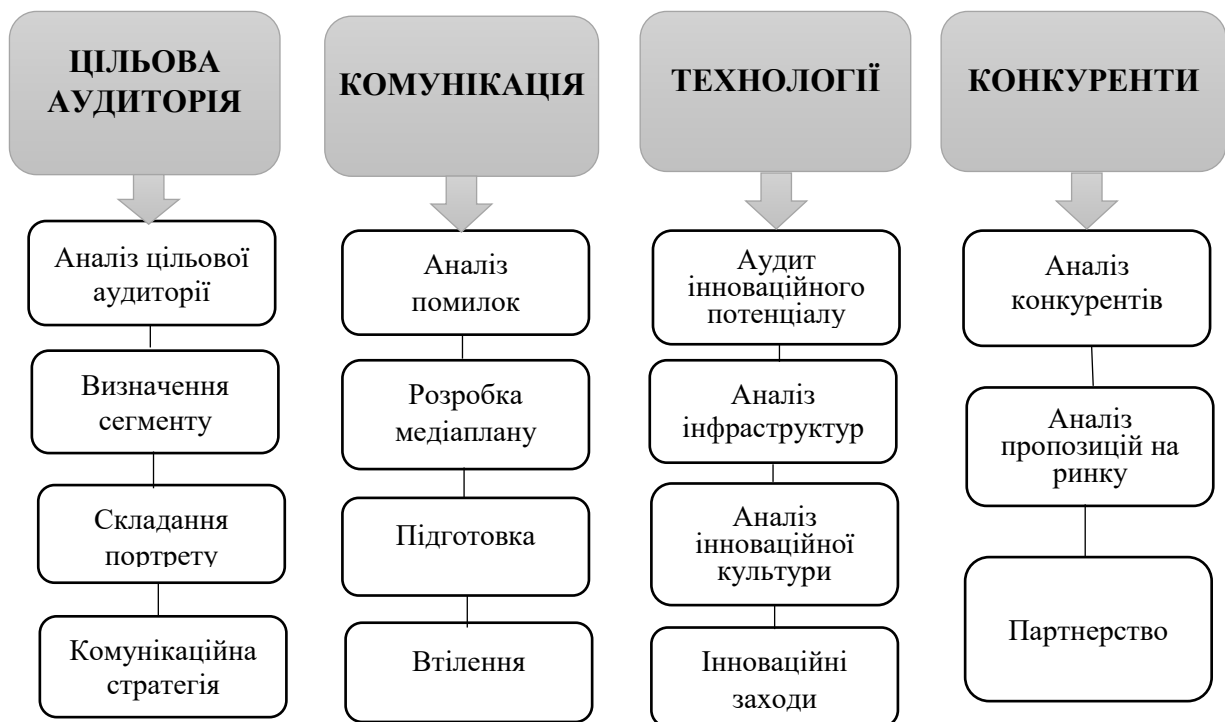 ЦІЛЬОВА
АУДИТОРІЯ
Аналіз цільової
аудиторії
Визначення
сегменту
Складання
портрету
Комунікаційна
стратегія
КОМУНІКАЦІЯ
Аналіз
помилок
Розробка
медіаплану
Підготовка
Втілення
ТЕХНОЛОГІЇ
Аудит
інноваційного
потенціалу
Аналіз
інфраструктур
Аналіз
інноваційної
культури
Інноваційні
заходи
КОНКУРЕНТИ
Аналіз
конкурентів
Аналіз
пропозицій на
ринку
Партнерство